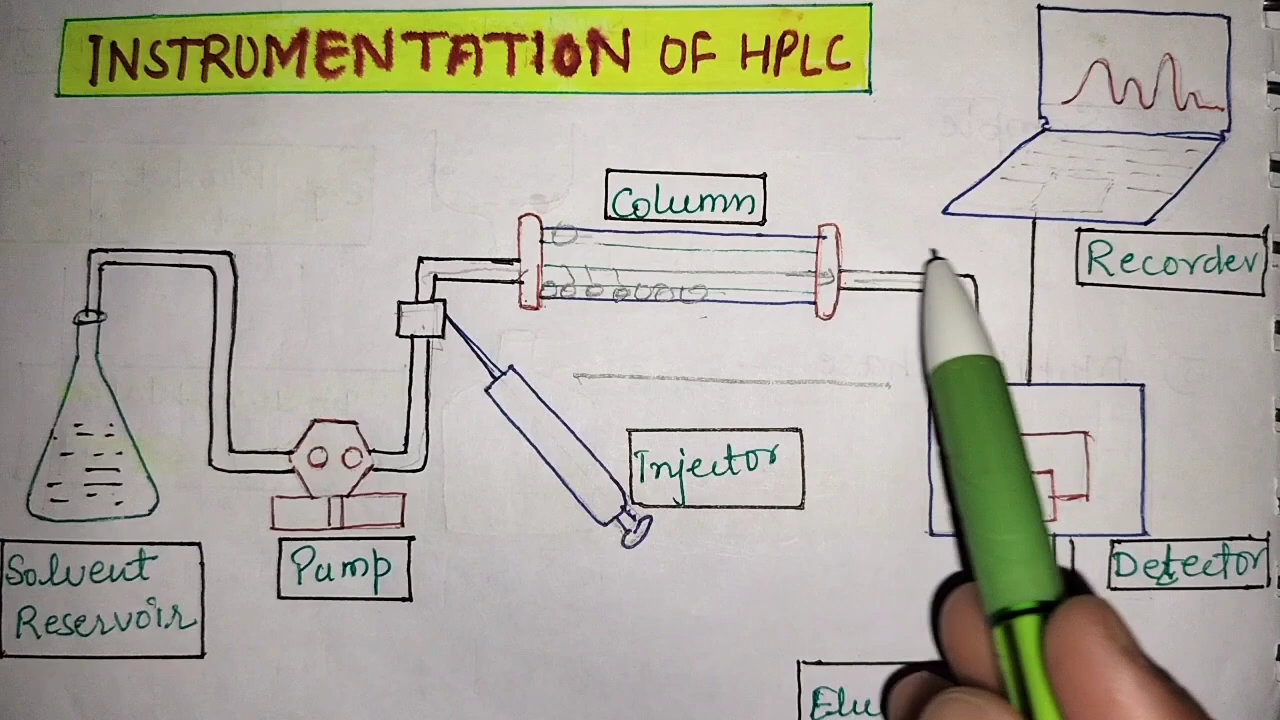 INSTRUMENTATION OF HPLC
Column
Recorder
Injector
Solvent
Reservoir
Pump
Detector